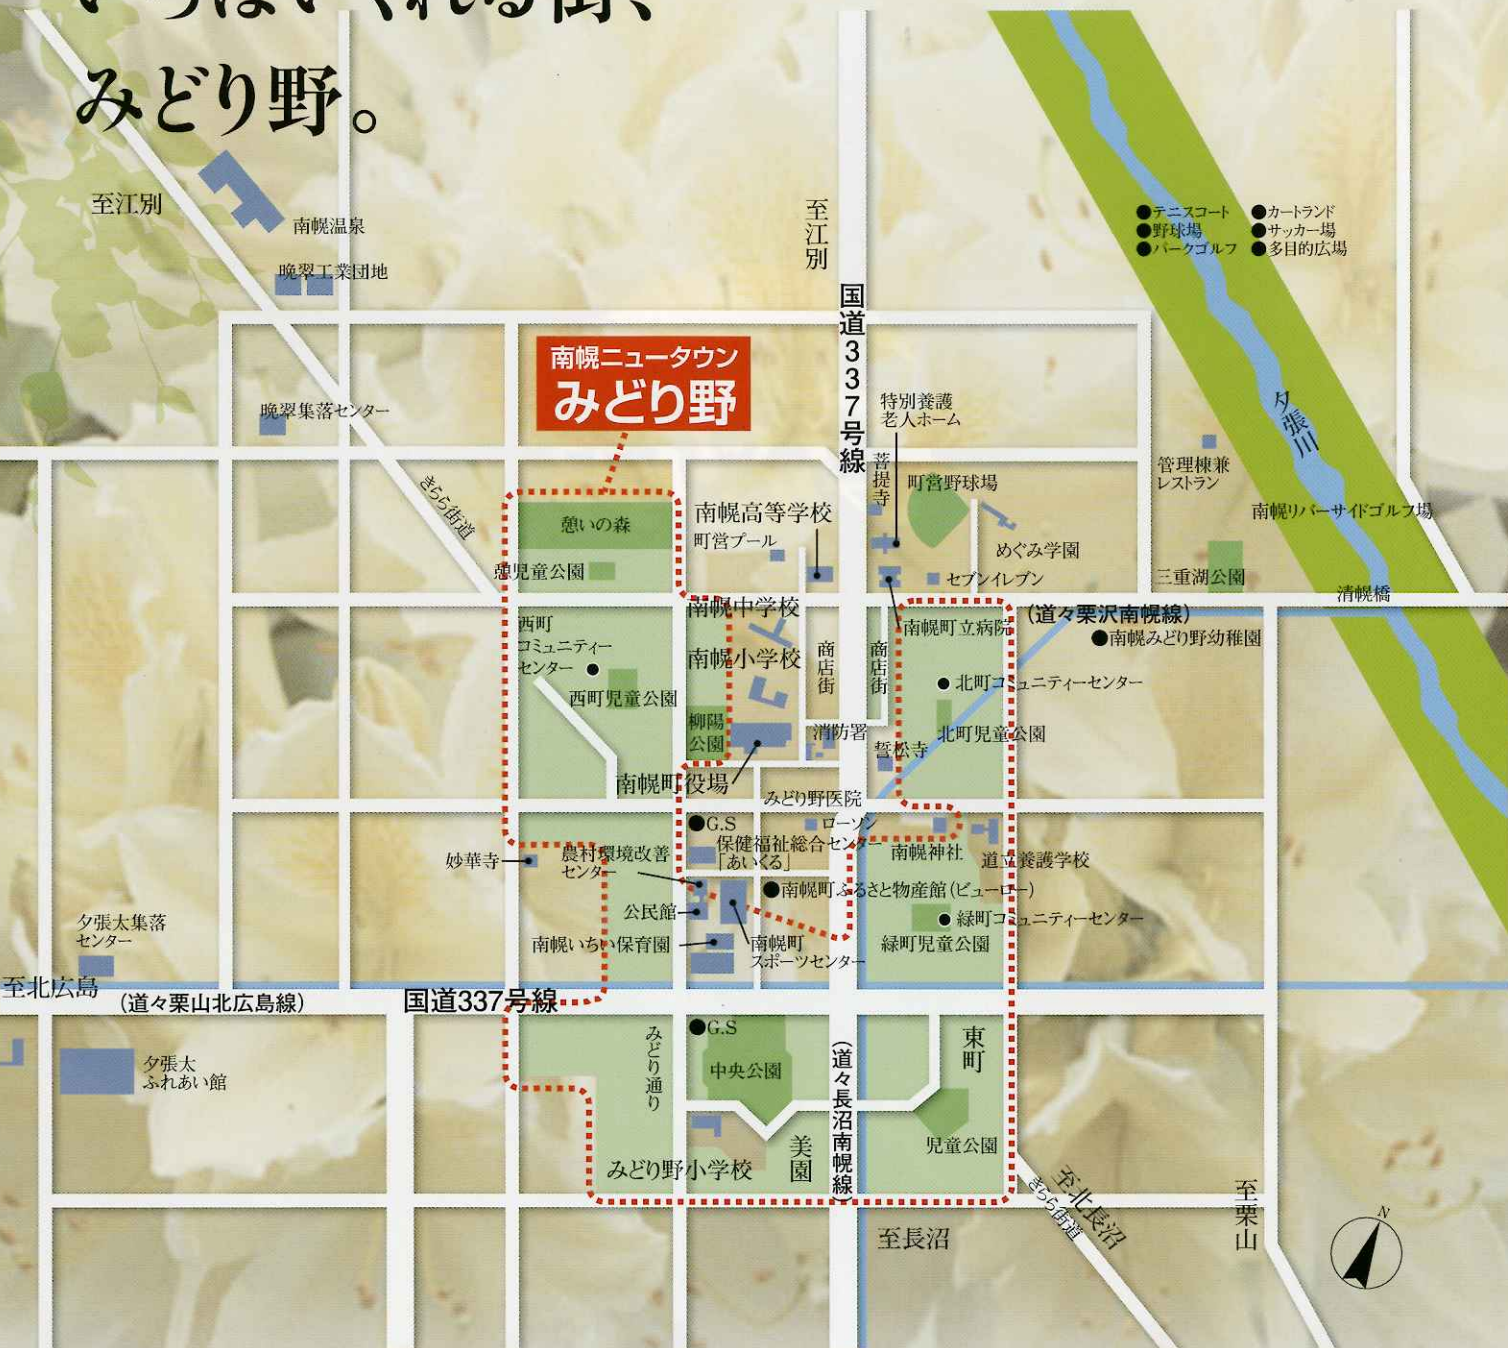 いっぱいくれる街、
みどり野。
至江別
南幌温泉
晩翠工業団地
至江別
国道337号線
●テニスコート
●野球場
●パークゴルフ
●カートランド
●サッカー場
●多目的広場
南幌ニュータウン
みどり野
晩翠集落センター
きらら街道
特別養護
老人ホーム
菩提寺
町営野球場
夕張川
管理棟兼
レストラン
南幌リバーサイドゴルフ場
憩いの森
南幌高等学校
町営プール
めぐみ学園
憩児童公園
セブンイレブン
三重湖公園
清幌橋
南幌中学校
(道々栗沢南幌線)
南幌町立病院
●南幌みどり野幼稚園
西町
コミュニティー
センター
南幌小学校
商店街
商店街
北町コミュニティーセンター
西町児童公園
柳陽
公園
消防署
北町児童公園
誓松寺
南幌町役場
みどり野医院
●G.S
ローソン
保健福祉総合センター
「あいくる」
南幌神社
道立養護学校
妙華寺
農村環境改善
センター
●南幌町ふるさと物産館(ビューロー)
公民館
緑町コミュニティーセンター
夕張太集落
センター
南幌いちい保育園
南幌町
スポーツセンター
緑町児童公園
至北広島
(道々栗山北広島線)
国道337号線
●G.S
みどり通り
中央公園
(道々長沼南幌線)
東町
夕張太
ふれあい館
児童公園
美園
みどり野小学校
至北長沼
きらら街道
至栗山
至長沼
N